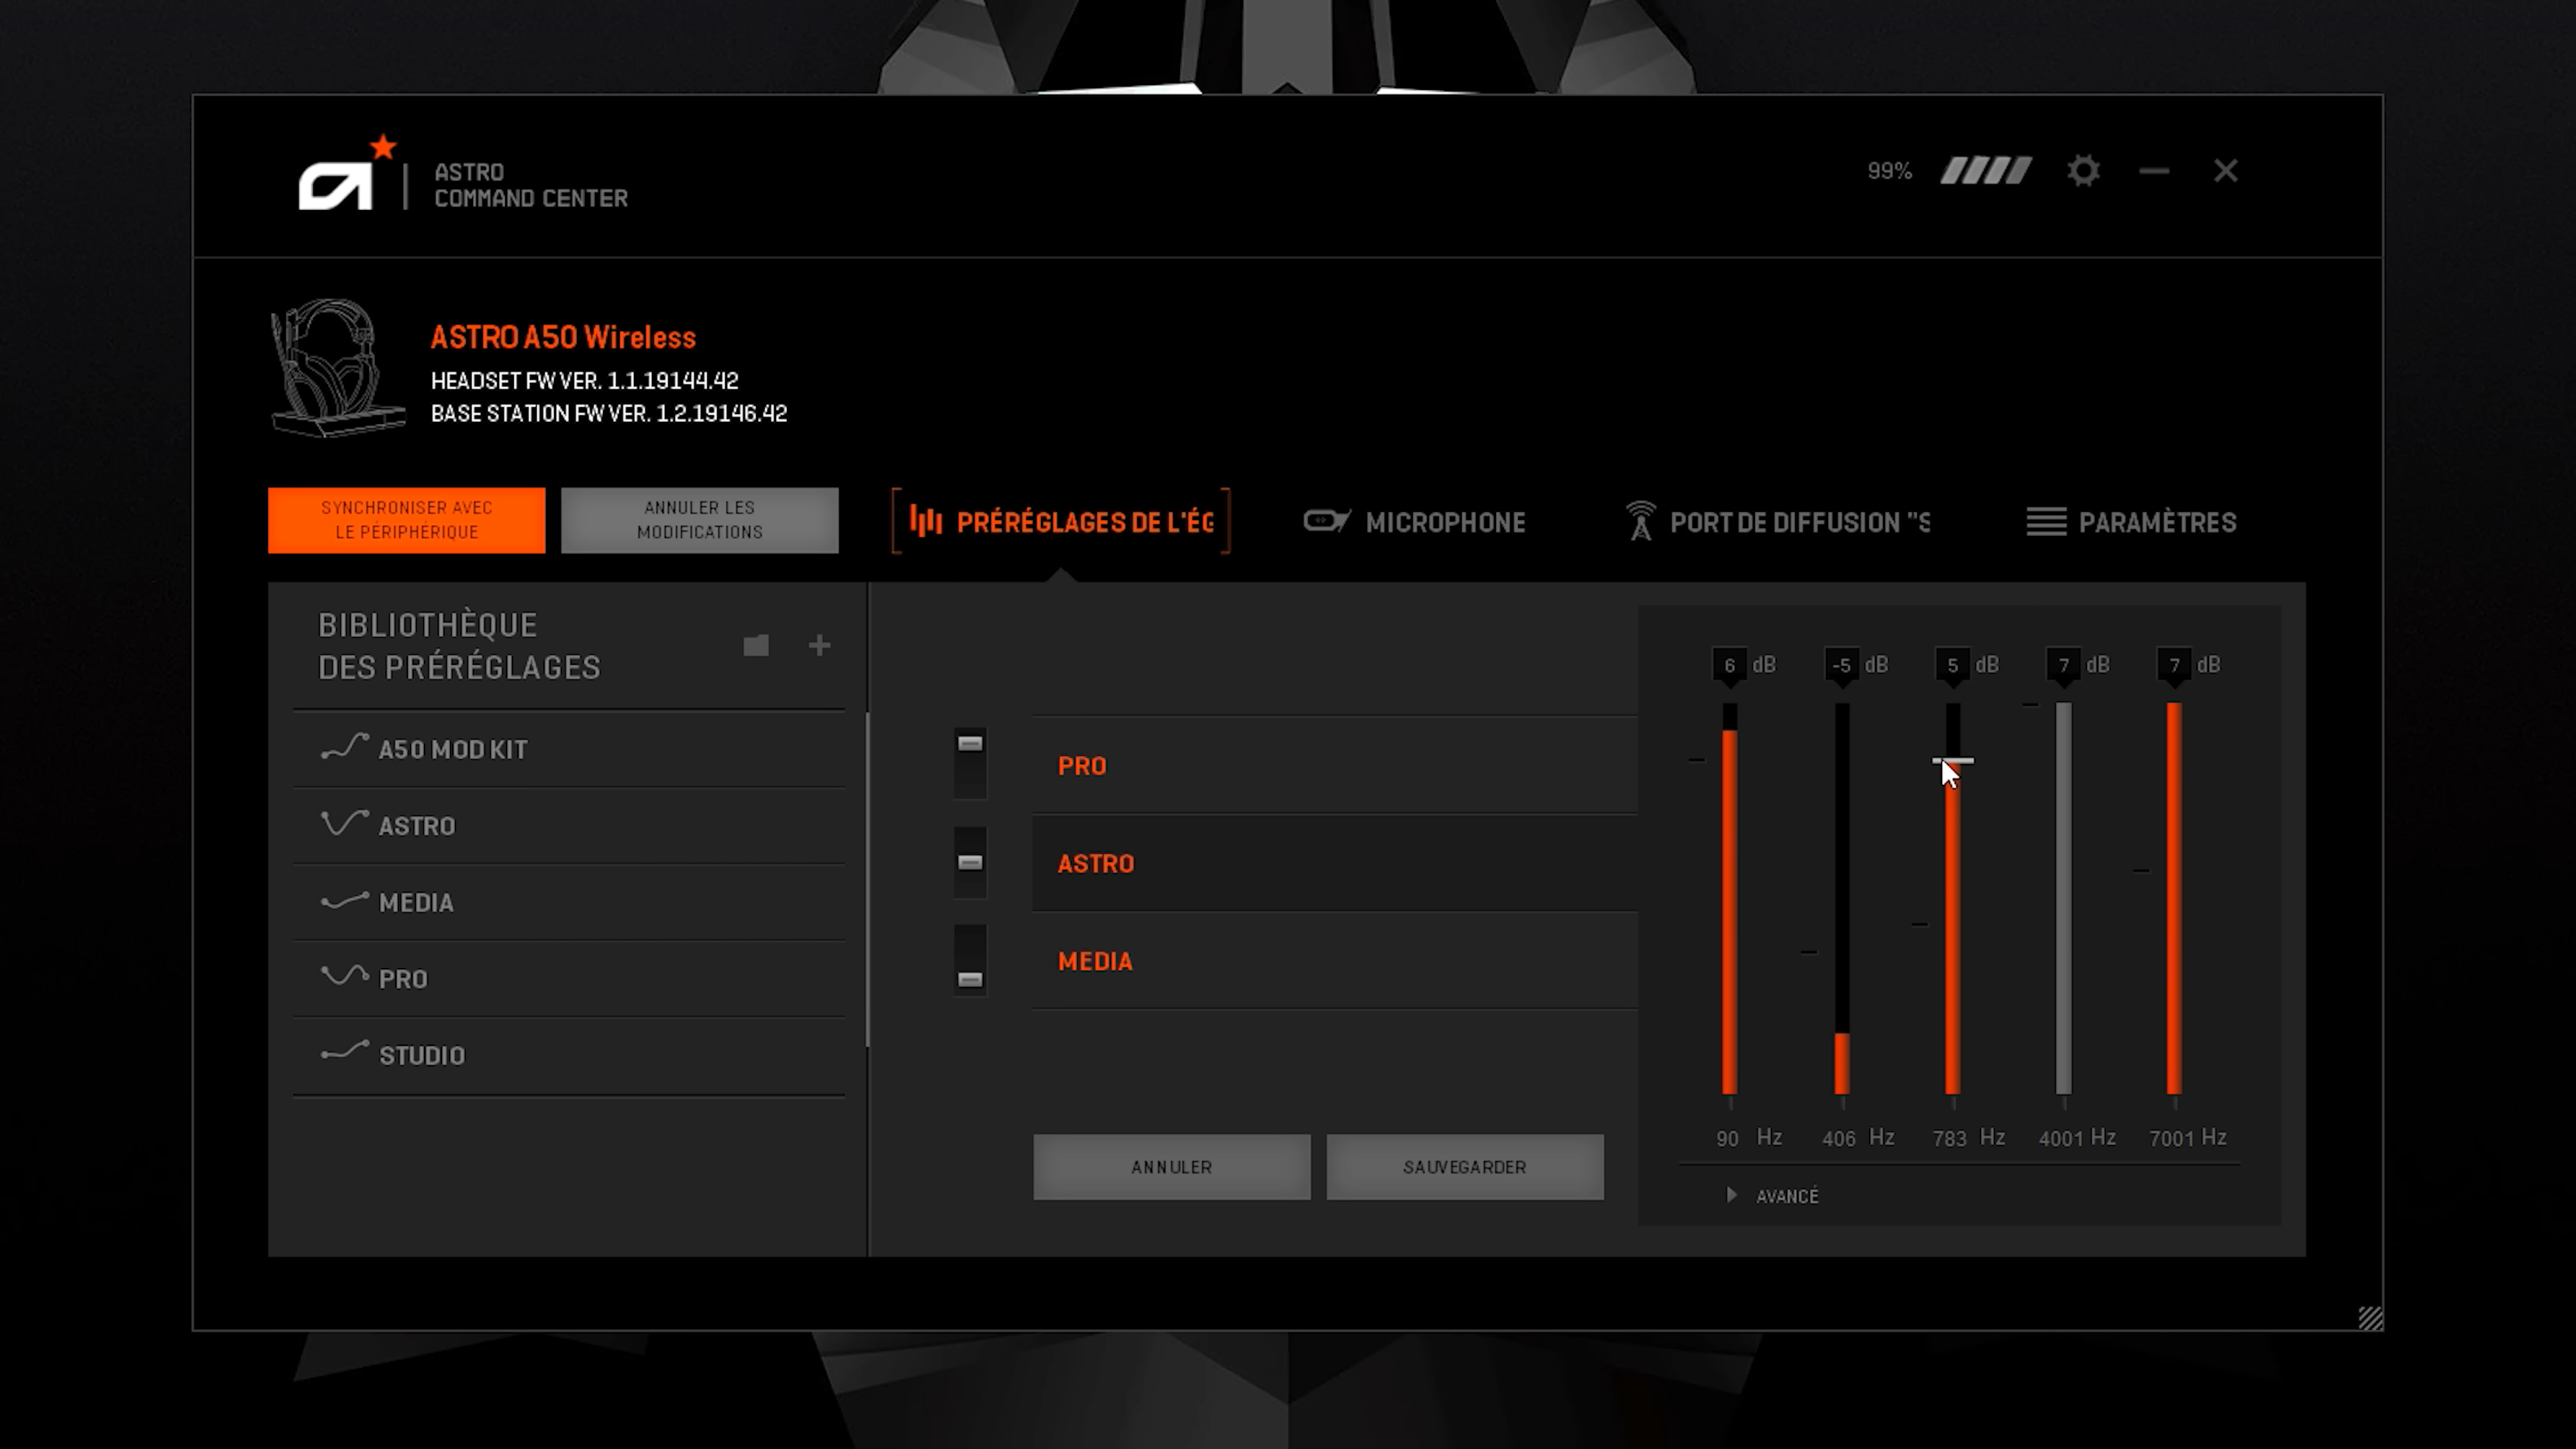 ASTRO
COMMAND CENTER
99%
ASTRO A50 Wireless
HEADSET FW VER. 1.1.19144.42
BASE STATION FW VER. 1.2.19146.42
SYNCHRONISER AVEC
LE PÉRIPHÉRIQUE
ANNULER LES
MODIFICATIONS
PRÉRÉGLAGES DE L'ÉG
MICROPHONE
PORT DE DIFFUSION "S
PARAMÈTRES
BIBLIOTHÈQUE
DES PRÉRÉGLAGES
A50 MOD KIT
ASTRO
MEDIA
PRO
STUDIO
PRO
ASTRO
MEDIA
ANNULER
SAUVEGARDER
6 dB -5 dB 5 dB 7 dB 7 dB
90 Hz 406 Hz 783 Hz 4001 Hz 7001 Hz
AVANCÉ